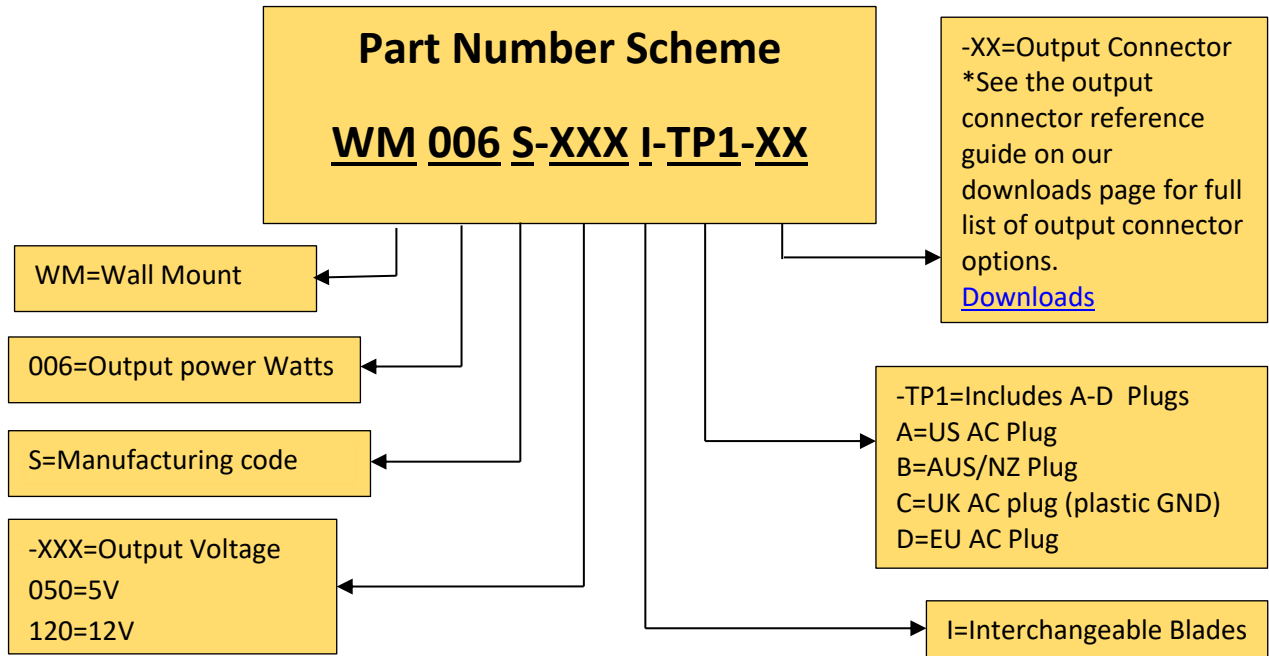 Part Number Scheme
WM 006 S-XXX I-TP1-XX
-XX=Output Connector
*See the output
connector reference
guide on our
downloads page for full
list of output connector
options.
Downloads
WM=Wall Mount
006=Output power Watts
S=Manufacturing code
-XXX=Output Voltage
050=5V
120=12V
-TP1=Includes A-D Plugs
A=US AC Plug
B=AUS/NZ Plug
C=UK AC plug (plastic GND)
D=EU AC Plug
I=Interchangeable Blades